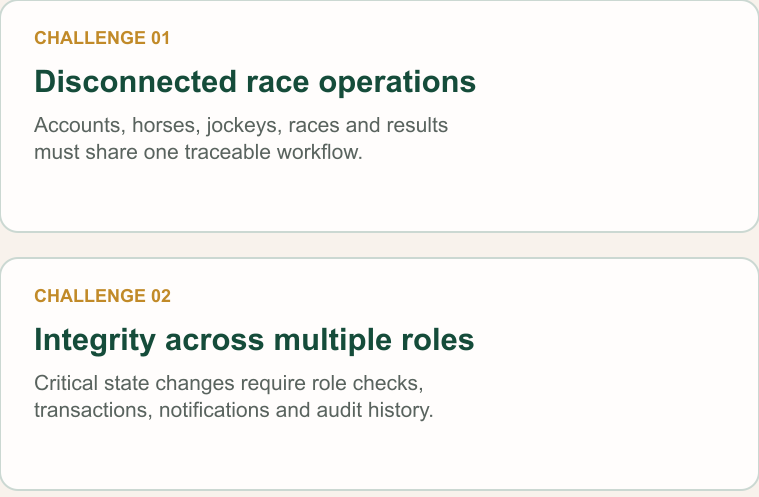 CHALLENGE 01
Disconnected race operations
Accounts, horses, jockeys, races and results
must share one traceable workflow.
CHALLENGE 02
Integrity across multiple roles
Critical state changes require role checks,
transactions, notifications and audit history.